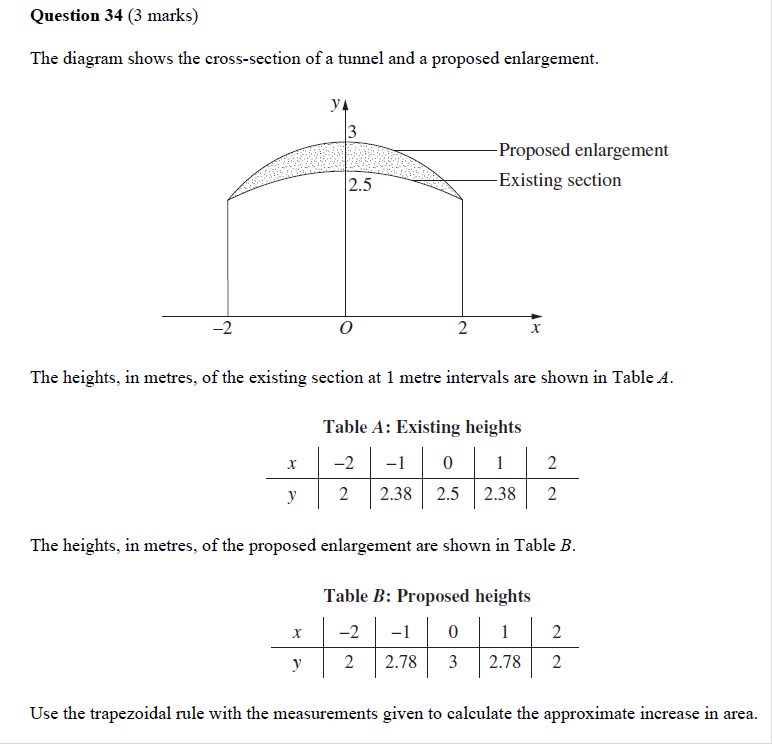 Question 34 (3 marks)
The diagram shows the cross-section of a tunnel and a proposed enlargement.
y
3
Proposed enlargement
2.5
Existing section
–2 O 2 x
The heights, in metres, of the existing section at 1 metre intervals are shown in Table A.
Table A: Existing heights
x –2 –1 0 1 2
y 2 2.38 2.5 2.38 2
The heights, in metres, of the proposed enlargement are shown in Table B.
Table B: Proposed heights
x –2 –1 0 1 2
y 2 2.78 3 2.78 2
Use the trapezoidal rule with the measurements given to calculate the approximate increase in area.